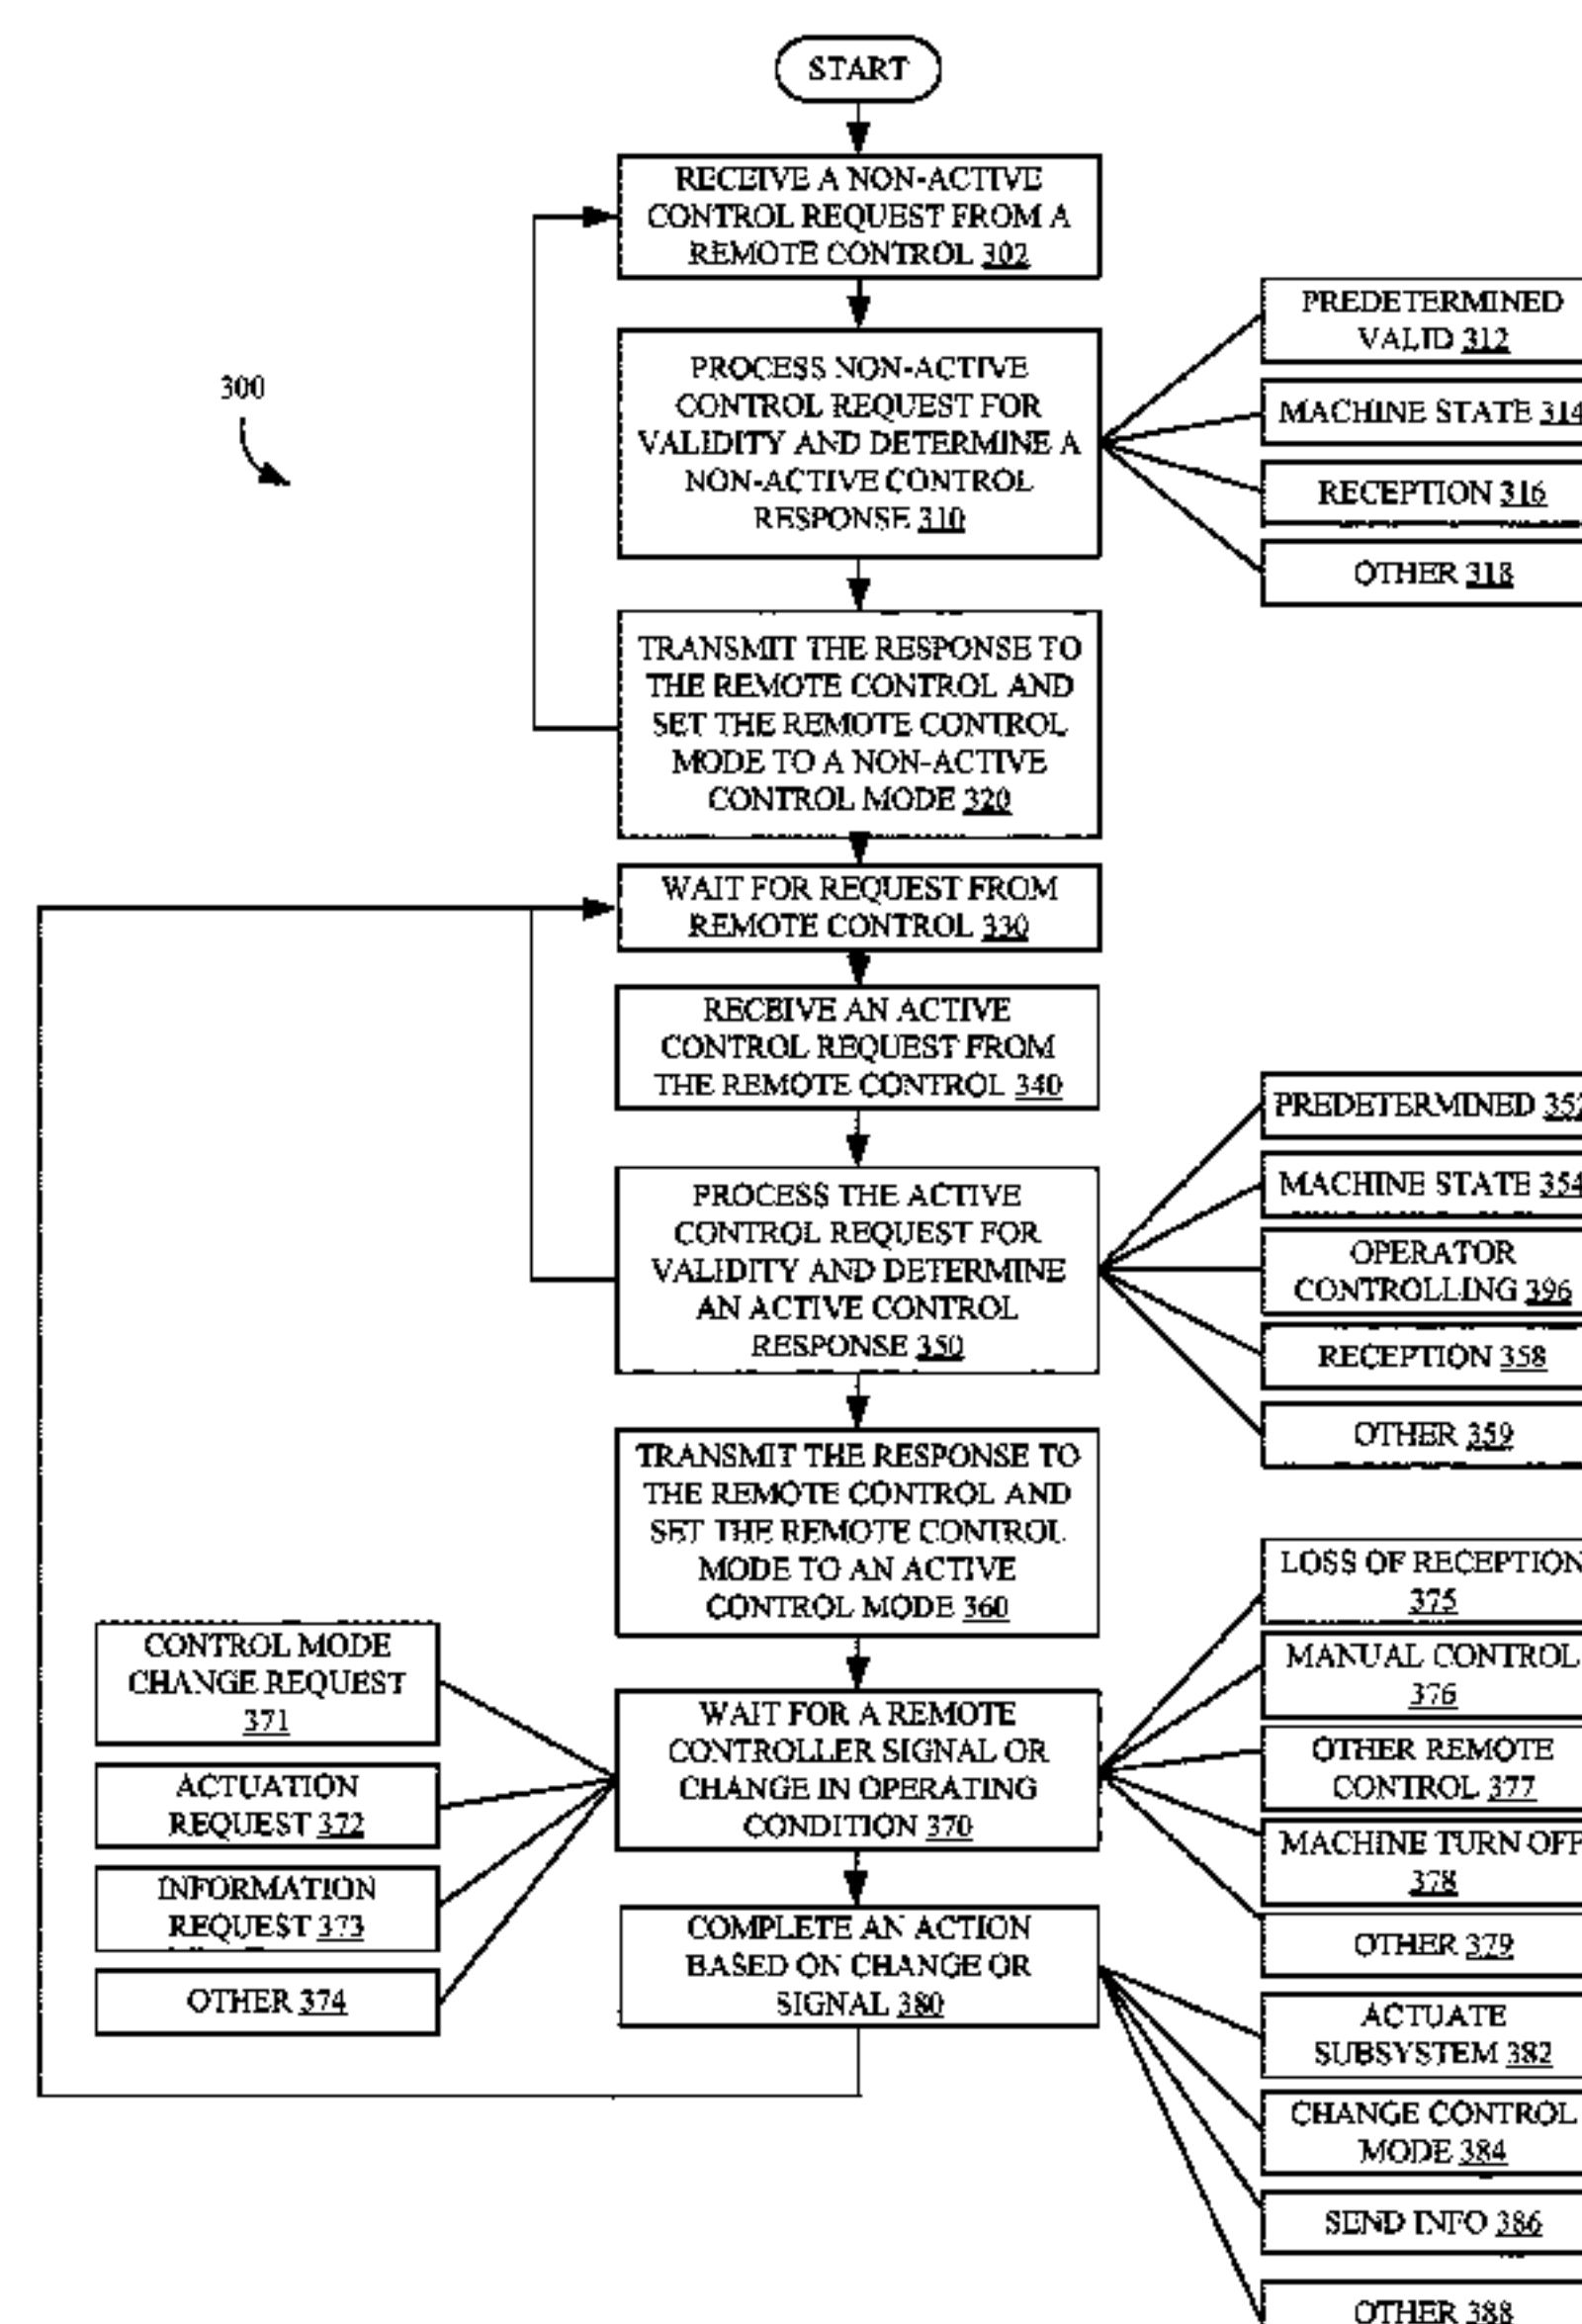 START
RECEIVE A NON-ACTIVE
CONTROL REQUEST FROM A
REMOTE CONTROL 302
PREDETERMINED
VALID 312
PROCESS NON-ACTIVE
CONTROL REQUEST FOR
VALIDITY AND DETERMINE A
NON-ACTIVE CONTROL
RESPONSE 310
300
MACHINE STATE 314
RECEPTION 316
OTHER 318
TRANSMIT THE RESPONSE TO
THE REMOTE CONTROL AND
SET THE REMOTE CONTROL
MODE TO A NON-ACTIVE
CONTROL MODE 320
WAIT FOR REQUEST FROM
REMOTE CONTROL 330
RECEIVE AN ACTIVE
CONTROL REQUEST FROM
THE REMOTE CONTROL 340
PREDETERMINED 352
MACHINE STATE 354
OPERATOR
CONTROLLING 396
RECEPTION 358
OTHER 359
PROCESS THE ACTIVE
CONTROL REQUEST FOR
VALIDITY AND DETERMINE
AN ACTIVE CONTROL
RESPONSE 350
TRANSMIT THE RESPONSE TO
THE REMOTE CONTROL AND
SET THE REMOTE CONTROL
MODE TO AN ACTIVE
CONTROL MODE 360
LOSS OF RECEPTION
375
MANUAL CONTROL
376
OTHER REMOTE
CONTROL 377
MACHINE TURN OFF
378
OTHER 379
CONTROL MODE
CHANGE REQUEST
371
ACTUATION
REQUEST 372
INFORMATION
REQUEST 373
OTHER 374
WAIT FOR A REMOTE
CONTROLLER SIGNAL OR
CHANGE IN OPERATING
CONDITION 370
COMPLETE AN ACTION
BASED ON CHANGE OR
SIGNAL 380
ACTUATE
SUBSYSTEM 382
CHANGE CONTROL
MODE 384
SEND INFO 386
OTHER 388